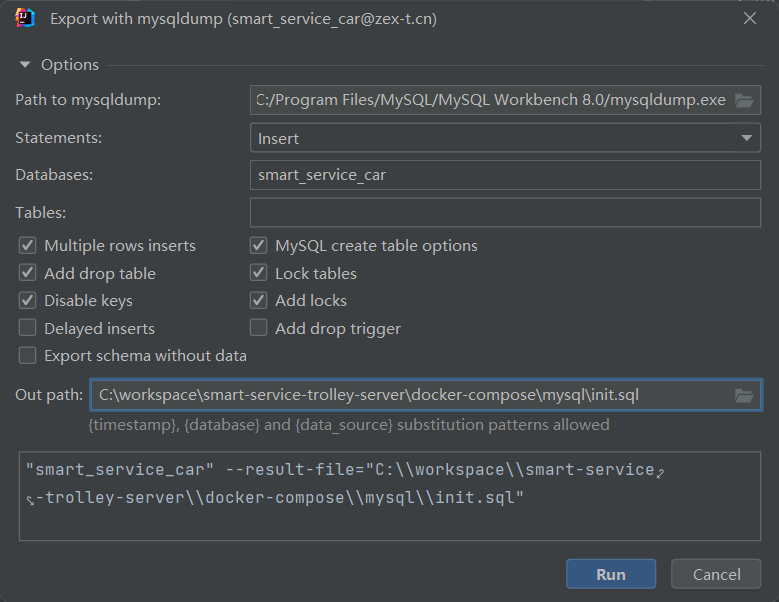 Export with mysqldump (smart_service_car@zex-t.cn)
Options
Path to mysqldump: C:/Program Files/MySQL/MySQL Workbench 8.0/mysqldump.exe
Statements: Insert
Databases: smart_service_car
Tables:
Multiple rows inserts MySQL create table options
Add drop table Lock tables
Disable keys Add locks
Delayed inserts Add drop trigger
Export schema without data
Out path: C:\workspace\smart-service-trolley-server\docker-compose\mysql\init.sql
{timestamp}, {database} and {data_source} substitution patterns allowed
"smart_service_car" --result-file="C:\\workspace\\smart-service
-trolley-server\\docker-compose\\mysql\\init.sql"
Run Cancel